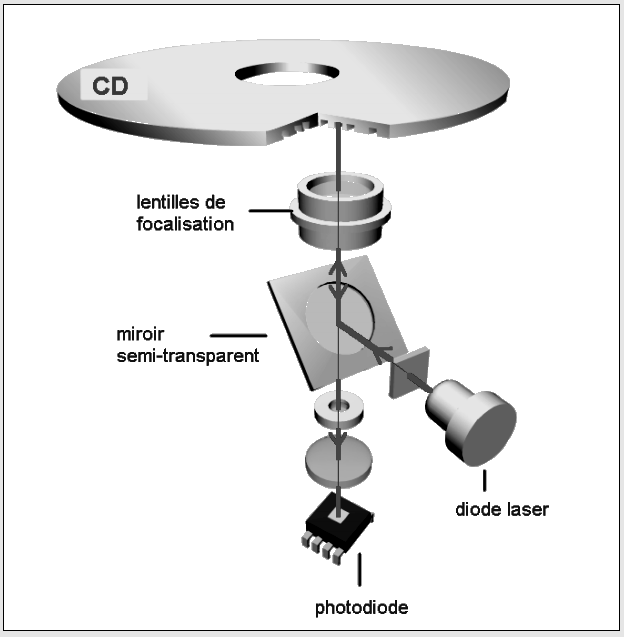 CD
lentilles de
focalisation
miroir
semi-transparent
diode laser
photodiode